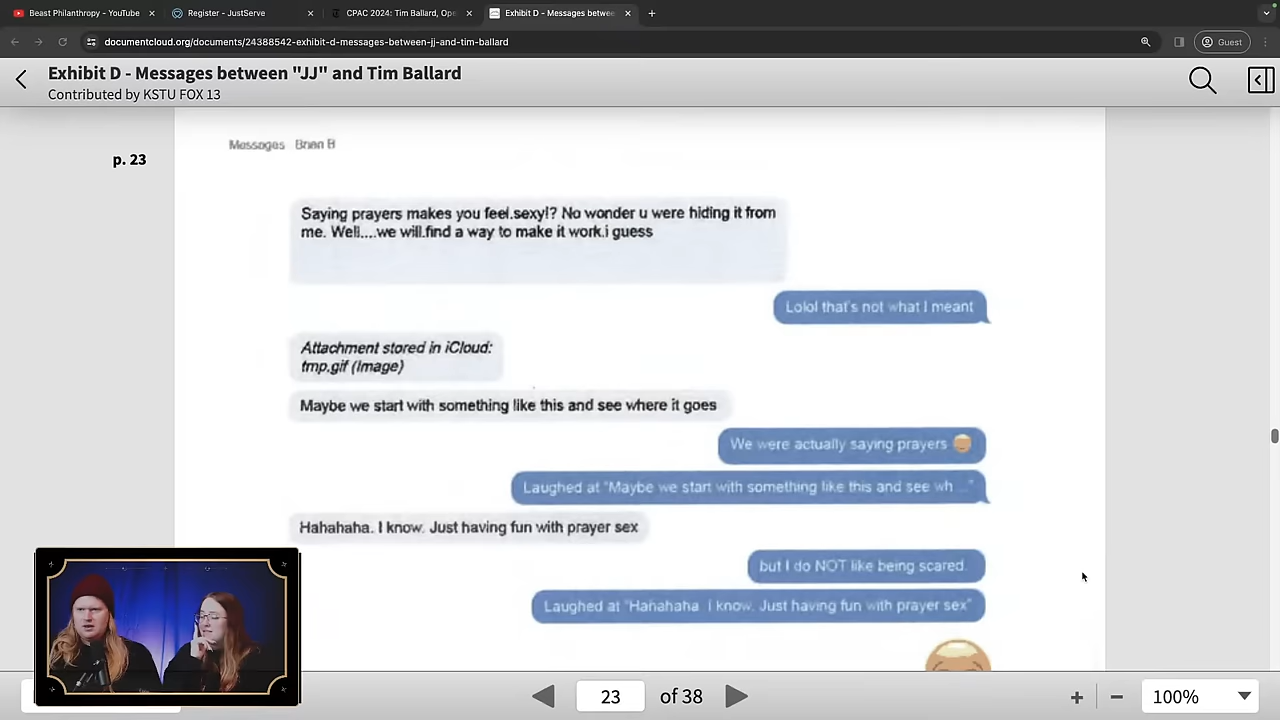 Beast Philanthropy - YouTube
Register - JustServe
CPAC 2024: Tim Ballard, Ope
Exhibit D - Messages betwee
documentcloud.org/documents/24388542-exhibit-d-messages-between-jj-and-tim-ballard
Guest
Exhibit D - Messages between "JJ" and Tim Ballard
Contributed by KSTU FOX 13
p. 23
Messages Brian B
Saying prayers makes you feel.sexy!? No wonder u were hiding it from
me. Well....we will.find a way to make it work.i guess
Lolol that's not what I meant
Attachment stored in iCloud:
tmp.gif (Image)
Maybe we start with something like this and see where it goes
We were actually saying prayers
Laughed at "Maybe we start with something like this and see wh ..."
Hahahaha. I know. Just having fun with prayer sex
but I do NOT like being scared.
Laughed at "Hahahaha. I know. Just having fun with prayer sex"
23 of 38
100%